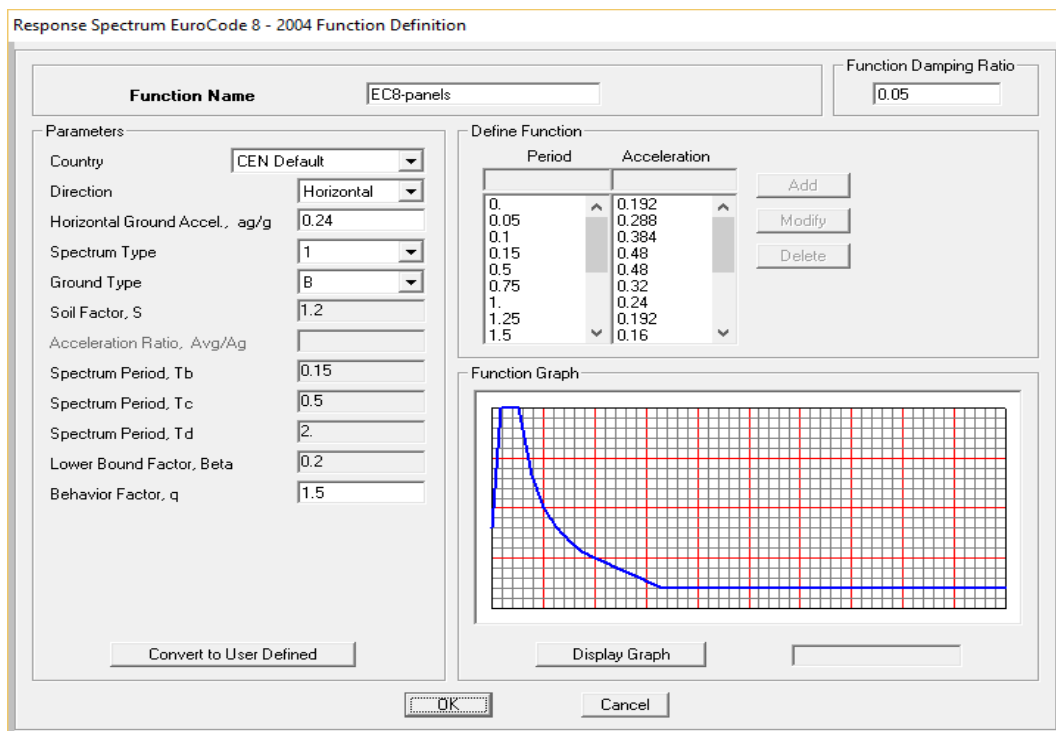 Response Spectrum EuroCode 8 - 2004 Function Definition
Function Name
EC8-panels
Function Damping Ratio
0.05
Parameters
Country
CEN Default
Direction
Horizontal
Horizontal Ground Accel., ag/g
0.24
Spectrum Type
1
Ground Type
B
Soil Factor, S
1.2
Acceleration Ratio, Avg/Ag
Spectrum Period, Tb
0.15
Spectrum Period, Tc
0.5
Spectrum Period, Td
2.
Lower Bound Factor, Beta
0.2
Behavior Factor, q
1.5
Convert to User Defined
Define Function
Period Acceleration
0. 0.192
0.05 0.288
0.1 0.384
0.15 0.48
0.5 0.48
0.75 0.32
1. 0.24
1.25 0.192
1.5 0.16
Add
Modify
Delete
Function Graph
Display Graph
OK
Cancel